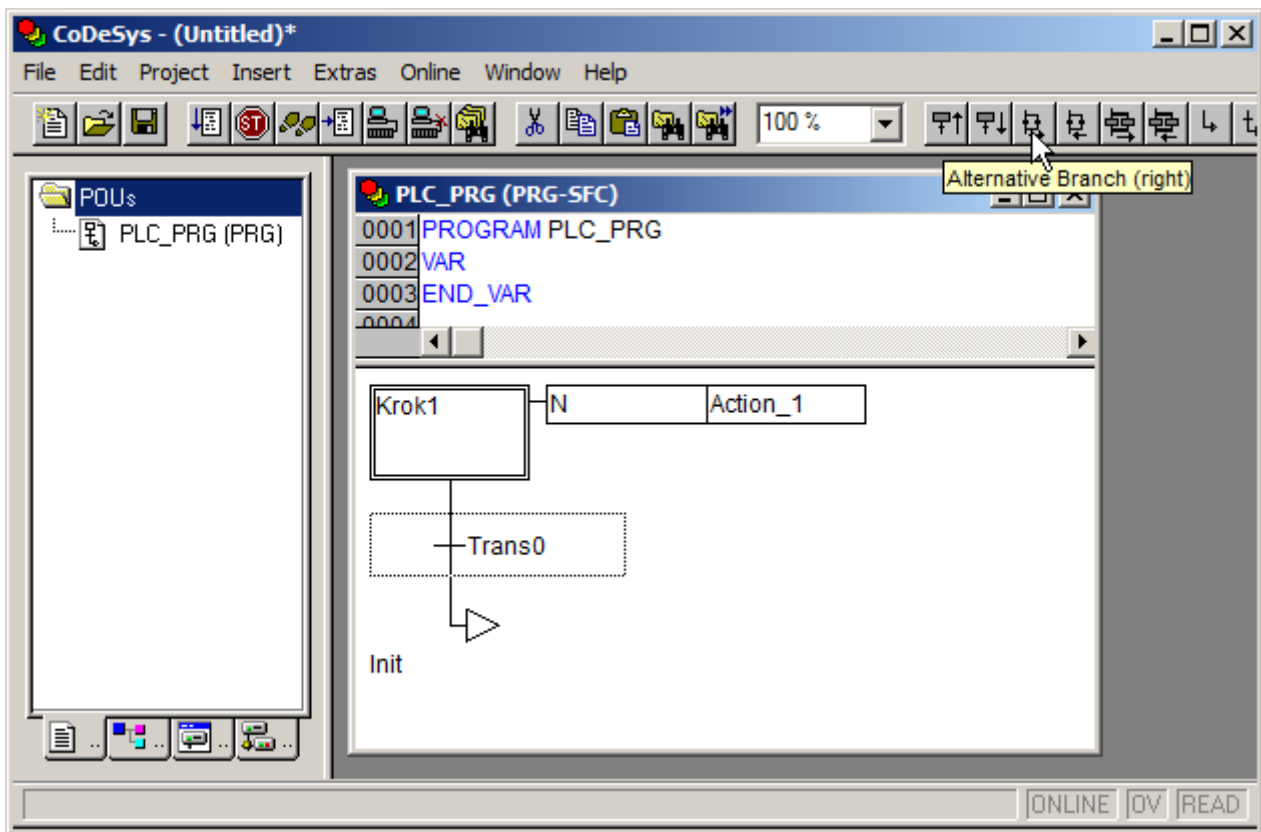 CoDeSys - (Untitled)*
File Edit Project Insert Extras Online Window Help
100 %
Alternative Branch (right)
POUs
PLC_PRG (PRG)
PLC_PRG (PRG-SFC)
0001 PROGRAM PLC_PRG
0002 VAR
0003 END_VAR
0004
Krok1
N
Action_1
Trans0
Init
..
..
..
..
ONLINE OV READ